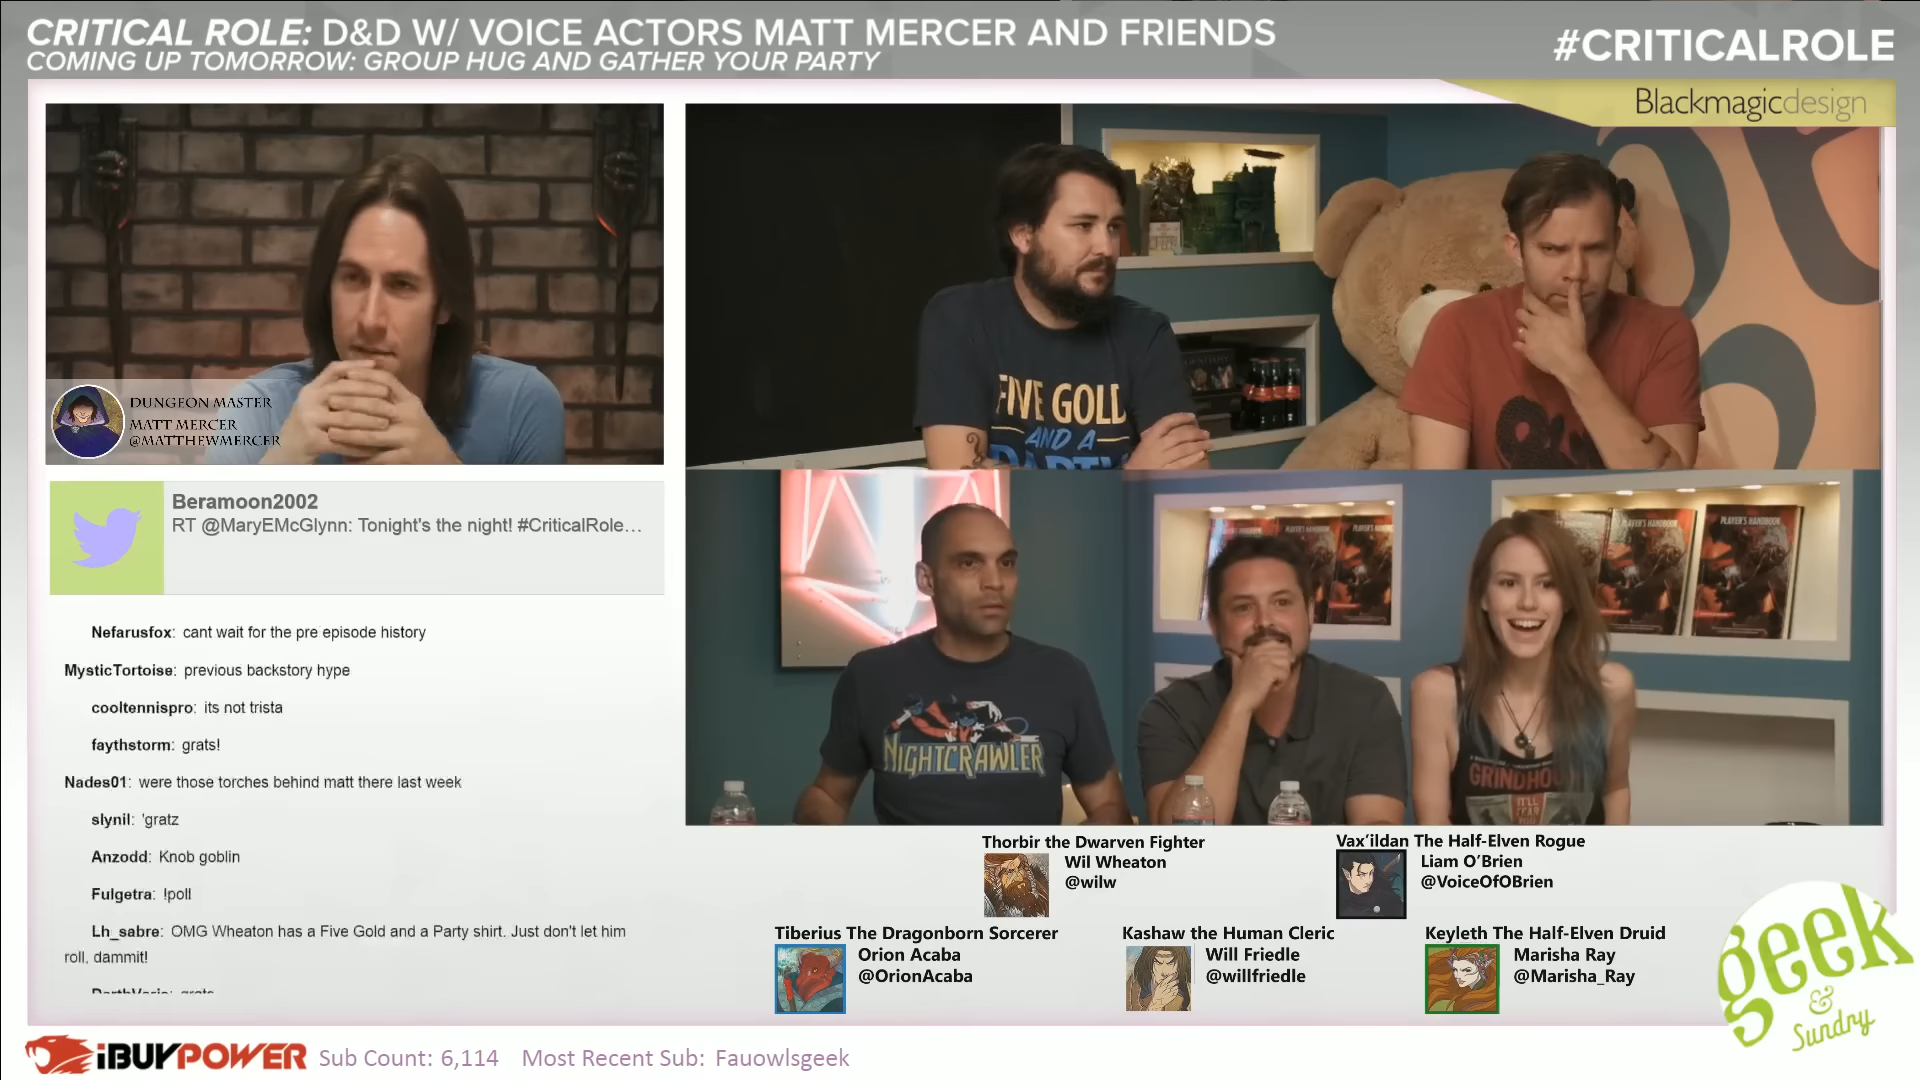 CRITICAL ROLE: D&D W/ VOICE ACTORS MATT MERCER AND FRIENDS
COMING UP TOMORROW: GROUP HUG AND GATHER YOUR PARTY
#CRITICALROLE
Blackmagicdesign
DUNGEON MASTER
MATT MERCER
@MATTHEWMERCER
FIVE GOLD
AND A
PARTY
Beramoon2002
RT @MaryEMcGlynn: Tonight's the night! #CriticalRole…
PLAYER'S HANDBOOK
PLAYER'S HANDBOOK
NIGHTCRAWLER
GRINDHOU
Nefarusfox: cant wait for the pre episode history
MysticTortoise: previous backstory hype
cooltennispro: its not trista
faythstorm: grats!
Nades01: were those torches behind matt there last week
slynil: 'gratz
Anzodd: Knob goblin
Fulgetra: !poll
Lh_sabre: OMG Wheaton has a Five Gold and a Party shirt. Just don't let him
roll, dammit!
Thorbir the Dwarven Fighter
Wil Wheaton
@wilw
Vax'ildan The Half-Elven Rogue
Liam O'Brien
@VoiceOfOBrien
Tiberius The Dragonborn Sorcerer
Orion Acaba
@OrionAcaba
Kashaw the Human Cleric
Will Friedle
@willfriedle
Keyleth The Half-Elven Druid
Marisha Ray
@Marisha_Ray
geek
&
Sundry
iBUYPOWER
Sub Count: 6,114 Most Recent Sub: Fauowlsgeek